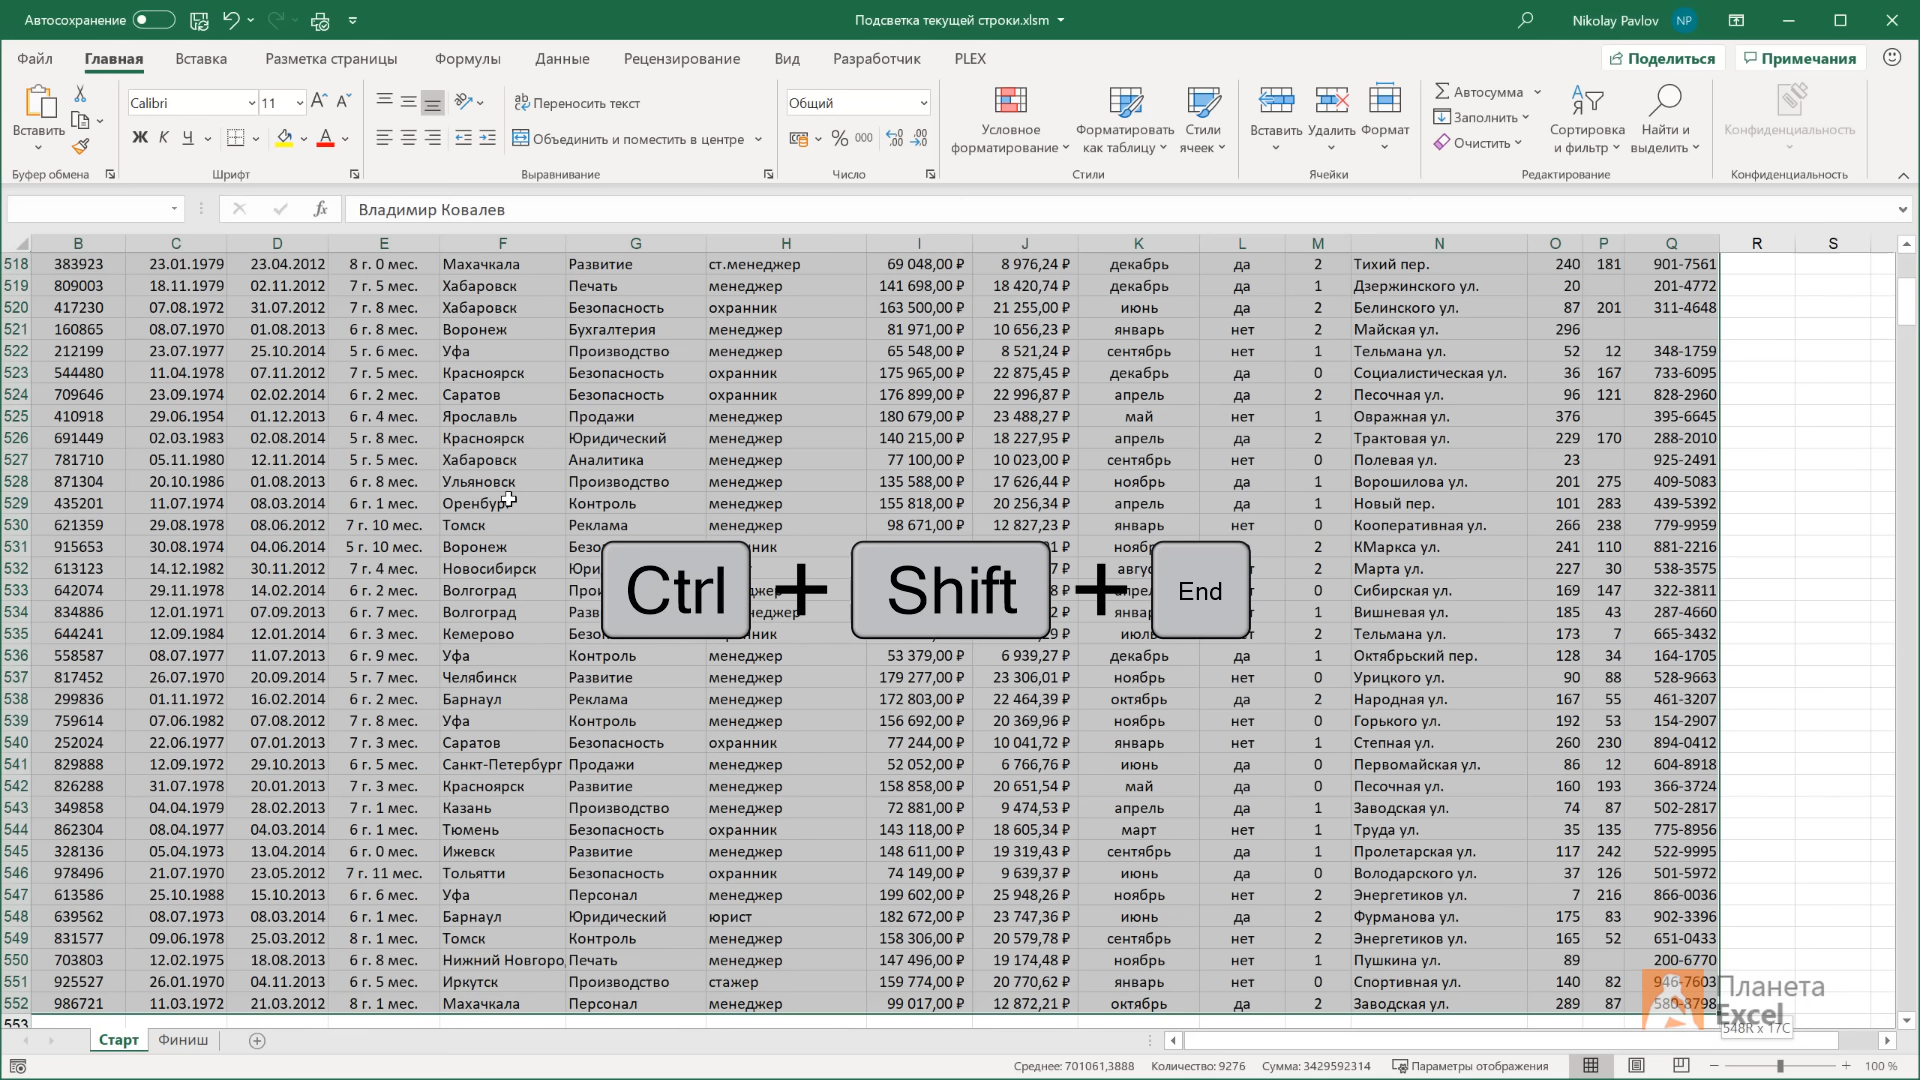 Автосохранение
Подсветка текущей строки.xlsm
Nikolay Pavlov NP
Файл Главная Вставка Разметка страницы Формулы Данные Рецензирование Вид Разработчик PLEX
Поделиться Примечания
Вставить
Calibri 11
Ж К Ч
Переносить текст
Объединить и поместить в центре
Общий
% 000
Условное форматирование
Форматировать как таблицу
Стили ячеек
Вставить Удалить Формат
Автосумма
Заполнить
Очистить
Сортировка и фильтр
Найти и выделить
Конфиденциальность
Буфер обмена Шрифт Выравнивание Число Стили Ячейки Редактирование Конфиденциальность
fx Владимир Ковалев
B C D E F G H I J K L M N O P Q R S
518 383923 23.01.1979 23.04.2012 8 г. 0 мес. Махачкала Развитие ст.менеджер 69 048,00 ₽ 8 976,24 ₽ декабрь да 2 Тихий пер. 240 181 901-7561
519 809003 18.11.1979 02.11.2012 7 г. 5 мес. Хабаровск Печать менеджер 141 698,00 ₽ 18 420,74 ₽ декабрь да 1 Дзержинского ул. 20 201-4772
520 417230 07.08.1972 31.07.2012 7 г. 8 мес. Хабаровск Безопасность охранник 163 500,00 ₽ 21 255,00 ₽ июнь да 2 Белинского ул. 87 201 311-4648
521 160865 08.07.1970 01.08.2013 6 г. 8 мес. Воронеж Бухгалтерия менеджер 81 971,00 ₽ 10 656,23 ₽ январь нет 2 Майская ул. 296
522 212199 23.07.1977 25.10.2014 5 г. 6 мес. Уфа Производство менеджер 65 548,00 ₽ 8 521,24 ₽ сентябрь нет 1 Тельмана ул. 52 12 348-1759
523 544480 11.04.1978 07.11.2012 7 г. 5 мес. Красноярск Безопасность охранник 175 965,00 ₽ 22 875,45 ₽ декабрь да 0 Социалистическая ул. 36 167 733-6095
524 709646 23.09.1974 02.02.2014 6 г. 2 мес. Саратов Безопасность охранник 176 899,00 ₽ 22 996,87 ₽ апрель да 2 Песочная ул. 96 121 828-2960
525 410918 29.06.1954 01.12.2013 6 г. 4 мес. Ярославль Продажи менеджер 180 679,00 ₽ 23 488,27 ₽ май нет 1 Овражная ул. 376 395-6645
526 691449 02.03.1983 02.08.2014 5 г. 8 мес. Красноярск Юридический менеджер 140 215,00 ₽ 18 227,95 ₽ апрель да 2 Трактовая ул. 229 170 288-2010
527 781710 05.11.1980 12.11.2014 5 г. 5 мес. Хабаровск Аналитика менеджер 77 100,00 ₽ 10 023,00 ₽ сентябрь нет 0 Полевая ул. 23 925-2491
528 871304 20.10.1986 01.08.2013 6 г. 8 мес. Ульяновск Производство менеджер 135 588,00 ₽ 17 626,44 ₽ ноябрь да 1 Ворошилова ул. 201 275 409-5083
529 435201 11.07.1974 08.03.2014 6 г. 1 мес. Оренбург Контроль менеджер 155 818,00 ₽ 20 256,34 ₽ апрель да 1 Новый пер. 101 283 439-5392
530 621359 29.08.1978 08.06.2012 7 г. 10 мес. Томск Реклама менеджер 98 671,00 ₽ 12 827,23 ₽ январь нет 0 Кооперативная ул. 266 238 779-9959
531 915653 30.08.1974 04.06.2014 5 г. 10 мес. Воронеж 2 КМаркса ул. 241 110 881-2216
532 613123 14.12.1982 30.11.2012 7 г. 4 мес. Новосибирск 2 Марта ул. 227 30 538-3575
533 642074 29.11.1978 14.02.2014 6 г. 2 мес. Волгоград 0 Сибирская ул. 169 147 322-3811
534 834886 12.01.1971 07.09.2013 6 г. 7 мес. Волгоград 1 Вишневая ул. 185 43 287-4660
535 644241 12.09.1984 12.01.2014 6 г. 3 мес. Кемерово 2 Тельмана ул. 173 7 665-3432
Ctrl + Shift + End
536 558587 08.07.1977 11.07.2013 6 г. 9 мес. Уфа Контроль менеджер 53 379,00 ₽ 6 939,27 ₽ декабрь да 1 Октябрьский пер. 128 34 164-1705
537 817452 26.07.1970 20.09.2014 5 г. 7 мес. Челябинск Развитие менеджер 179 277,00 ₽ 23 306,01 ₽ ноябрь нет 0 Урицкого ул. 90 88 528-9663
538 299836 01.11.1972 16.02.2014 6 г. 2 мес. Барнаул Реклама менеджер 172 803,00 ₽ 22 464,39 ₽ октябрь да 2 Народная ул. 167 55 461-3207
539 759614 07.06.1982 07.08.2012 7 г. 8 мес. Уфа Контроль менеджер 156 692,00 ₽ 20 369,96 ₽ ноябрь нет 0 Горького ул. 192 53 154-2907
540 252024 22.06.1977 07.01.2013 7 г. 3 мес. Саратов Безопасность охранник 77 244,00 ₽ 10 041,72 ₽ январь нет 1 Степная ул. 260 230 894-0412
541 829888 12.09.1972 29.10.2013 6 г. 5 мес. Санкт-Петербург Продажи менеджер 52 052,00 ₽ 6 766,76 ₽ июнь да 0 Первомайская ул. 86 12 604-8918
542 826288 31.07.1978 20.01.2013 7 г. 3 мес. Красноярск Развитие менеджер 158 858,00 ₽ 20 651,54 ₽ май да 0 Песочная ул. 160 193 366-3724
543 349858 04.04.1979 28.02.2013 7 г. 1 мес. Казань Производство менеджер 72 881,00 ₽ 9 474,53 ₽ апрель да 1 Заводская ул. 74 87 502-2817
544 862304 08.04.1977 04.03.2014 6 г. 1 мес. Тюмень Безопасность охранник 143 118,00 ₽ 18 605,34 ₽ март нет 1 Труда ул. 35 135 775-8956
545 328136 05.04.1973 13.04.2014 6 г. 0 мес. Ижевск Развитие менеджер 148 611,00 ₽ 19 319,43 ₽ сентябрь да 1 Пролетарская ул. 117 242 522-9995
546 978496 21.07.1970 23.05.2012 7 г. 11 мес. Тольятти Безопасность охранник 74 149,00 ₽ 9 639,37 ₽ июнь да 0 Володарского ул. 37 126 501-5972
547 613586 25.10.1988 15.10.2013 6 г. 6 мес. Уфа Персонал менеджер 199 602,00 ₽ 25 948,26 ₽ ноябрь нет 2 Энергетиков ул. 7 216 866-0036
548 639562 08.07.1973 08.03.2014 6 г. 1 мес. Барнаул Юридический юрист 182 672,00 ₽ 23 747,36 ₽ июнь да 2 Фурманова ул. 175 83 902-3396
549 831577 09.06.1978 25.03.2012 8 г. 1 мес. Томск Контроль менеджер 158 306,00 ₽ 20 579,78 ₽ сентябрь нет 2 Энергетиков ул. 165 52 651-0433
550 703803 12.02.1975 18.08.2013 6 г. 8 мес. Нижний Новгоро Печать менеджер 147 496,00 ₽ 19 174,48 ₽ ноябрь нет 1 Пушкина ул. 89 200-6770
551 925527 26.01.1970 04.11.2013 6 г. 5 мес. Иркутск Производство стажер 159 774,00 ₽ 20 770,62 ₽ январь нет 0 Спортивная ул. 140 82 946-7603
552 986721 11.03.1972 21.03.2012 8 г. 1 мес. Махачкала Персонал менеджер 99 017,00 ₽ 12 872,21 ₽ октябрь да 2 Заводская ул. 289 87 580-8798
553
Планета Excel
548R x 17C
Старт Финиш
Среднее: 701061,3888 Количество: 9276 Сумма: 3429592314 Параметры отображения 100 %